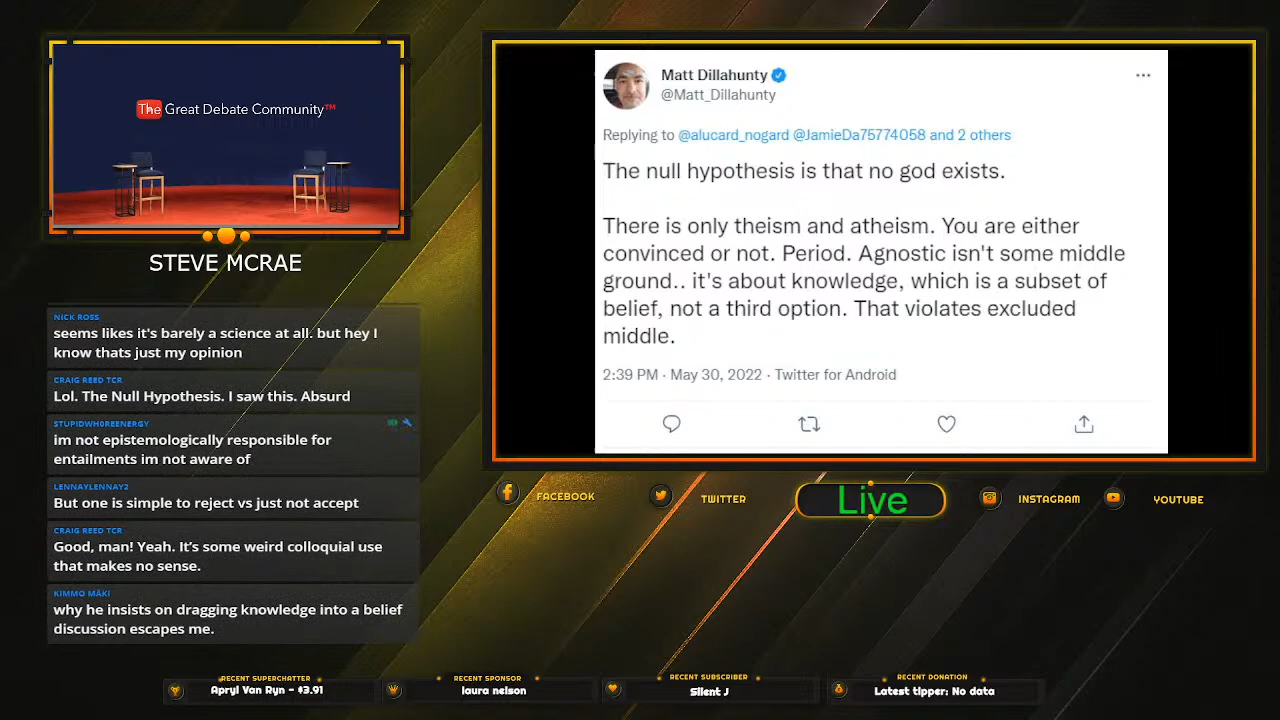 The Great Debate Community™
STEVE MCRAE
NICK ROSS
seems likes it's barely a science at all. but hey I
know thats just my opinion
CRAIG REED TCR
Lol. The Null Hypothesis. I saw this. Absurd
STUPIDWH0REENERGY
im not epistemologically responsible for
entailments im not aware of
LENNAYLENNAY2
But one is simple to reject vs just not accept
CRAIG REED TCR
Good, man! Yeah. It’s some weird colloquial use
that makes no sense.
KIMMO MÄKI
why he insists on dragging knowledge into a belief
discussion escapes me.
Matt Dillahunty
@Matt_Dillahunty
Replying to @alucard_nogard @JamieDa75774058 and 2 others
The null hypothesis is that no god exists.
There is only theism and atheism. You are either
convinced or not. Period. Agnostic isn't some middle
ground.. it's about knowledge, which is a subset of
belief, not a third option. That violates excluded
middle.
2:39 PM · May 30, 2022 · Twitter for Android
FACEBOOK
TWITTER
Live
INSTAGRAM
YOUTUBE
RECENT SUPERCHATTER
Apryl Van Ryn - $3.91
RECENT SPONSOR
laura nelson
RECENT SUBSCRIBER
Silent J
RECENT DONATION
Latest tipper: No data